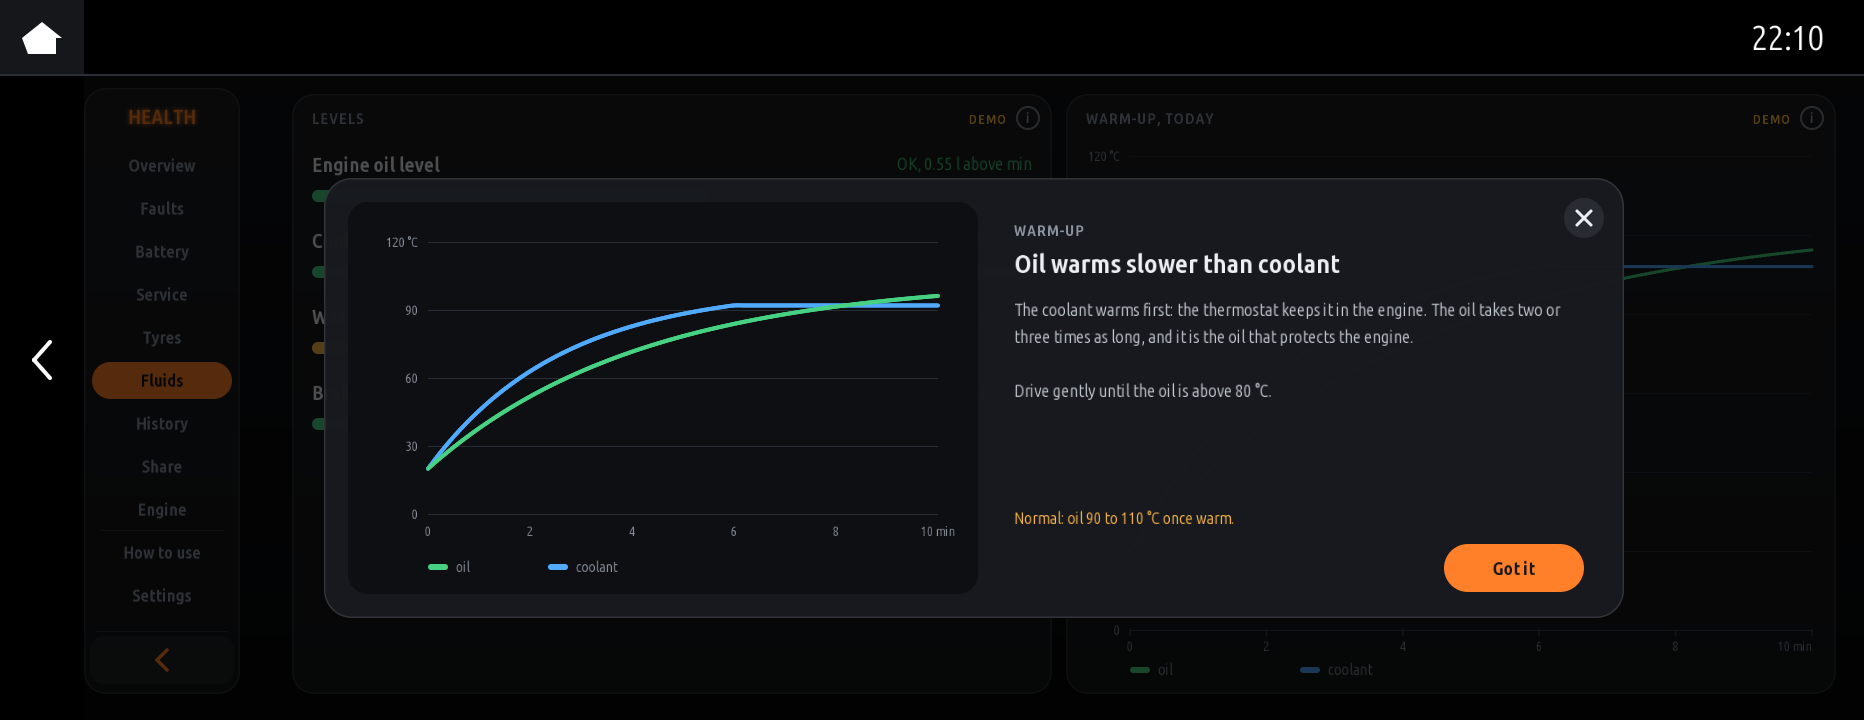 22:10
HEALTH
Overview
Faults
Battery
Service
Tyres
Fluids
History
Share
Engine
How to use
Settings
LEVELS
DEMO
i
Engine oil level
OK, 0.55 l above min
WARM-UP, TODAY
DEMO
i
120 °C
0
0
2
4
6
8
10 min
oil
coolant
120 °C
90
60
30
0
0
2
4
6
8
10 min
oil
coolant
WARM-UP
Oil warms slower than coolant
The coolant warms first: the thermostat keeps it in the engine. The oil takes two or
three times as long, and it is the oil that protects the engine.
Drive gently until the oil is above 80 °C.
Normal: oil 90 to 110 °C once warm.
Got it